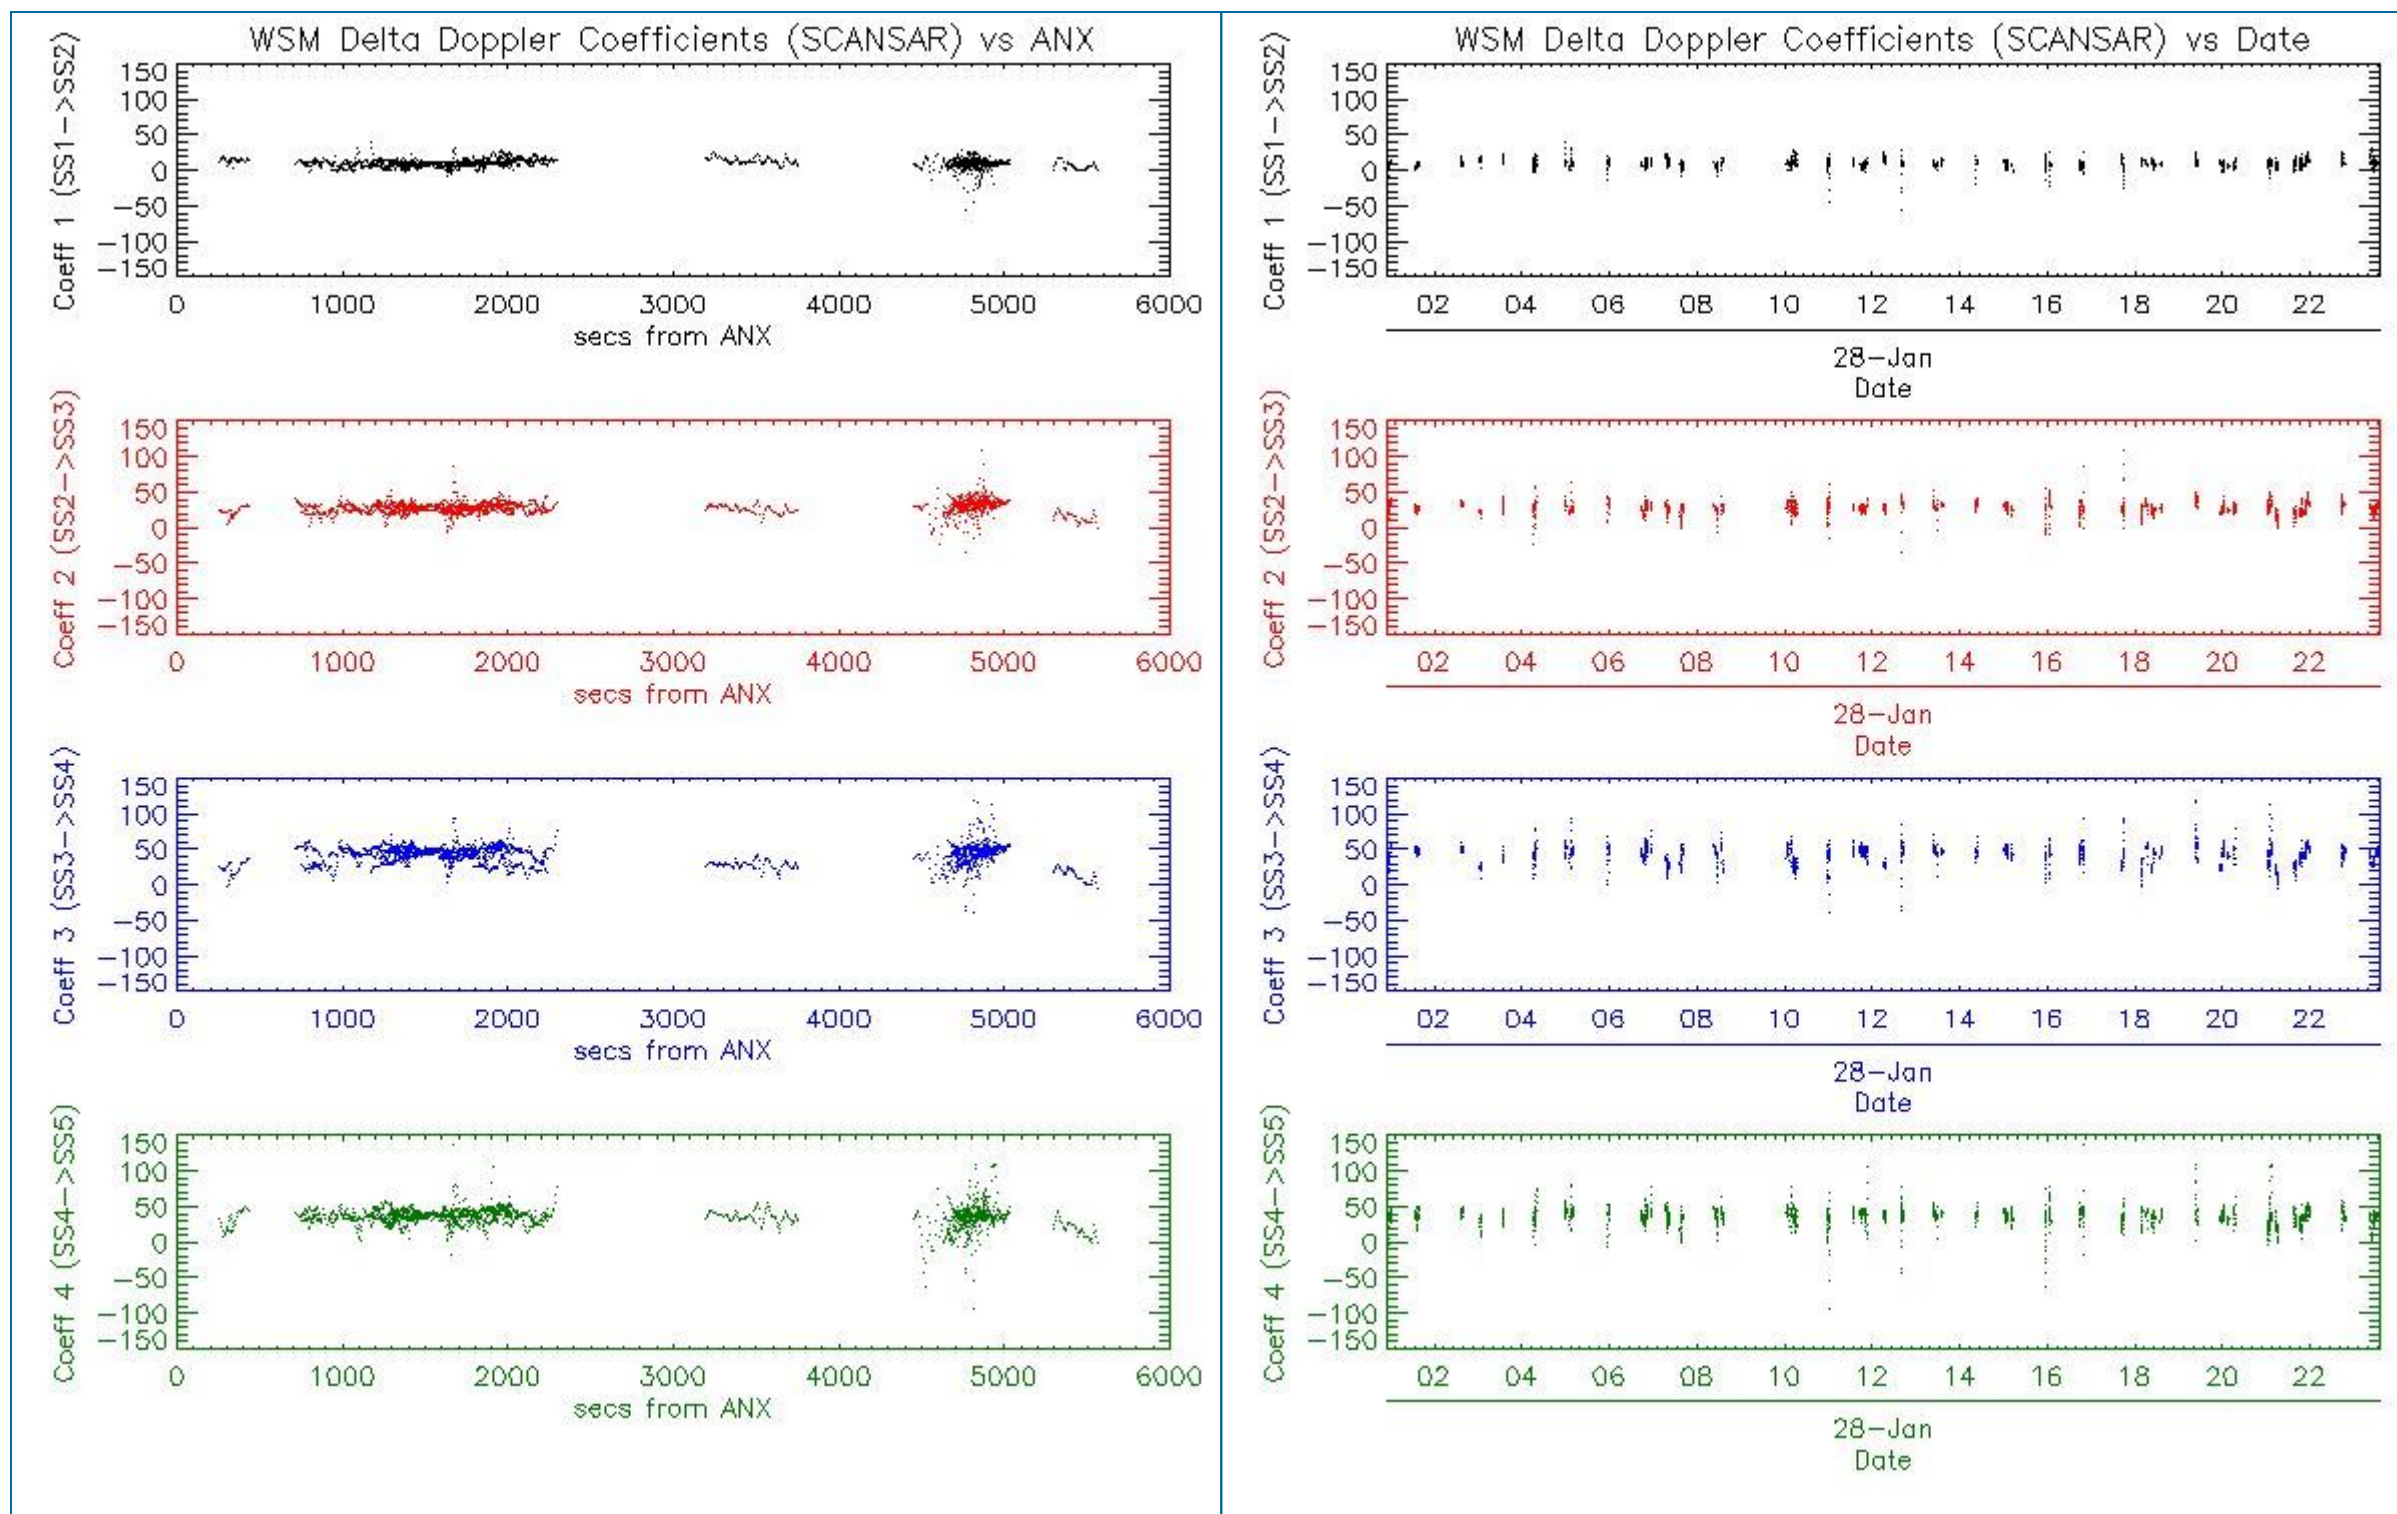 WSM Delta Doppler Coefficients (SCANSAR) vs ANX
Coeff 1 (SS1->SS2)
150
100
50
0
-50
-100
-150
0 1000 2000 3000 4000 5000 6000
secs from ANX
Coeff 2 (SS2->SS3)
150
100
50
0
-50
-100
-150
0 1000 2000 3000 4000 5000 6000
secs from ANX
Coeff 3 (SS3->SS4)
150
100
50
0
-50
-100
-150
0 1000 2000 3000 4000 5000 6000
secs from ANX
Coeff 4 (SS4->SS5)
150
100
50
0
-50
-100
-150
0 1000 2000 3000 4000 5000 6000
secs from ANX
WSM Delta Doppler Coefficients (SCANSAR) vs Date
Coeff 1 (SS1->SS2)
150
100
50
0
-50
-100
-150
02 04 06 08 10 12 14 16 18 20 22
28-Jan
Date
Coeff 2 (SS2->SS3)
150
100
50
0
-50
-100
-150
02 04 06 08 10 12 14 16 18 20 22
28-Jan
Date
Coeff 3 (SS3->SS4)
150
100
50
0
-50
-100
-150
02 04 06 08 10 12 14 16 18 20 22
28-Jan
Date
Coeff 4 (SS4->SS5)
150
100
50
0
-50
-100
-150
02 04 06 08 10 12 14 16 18 20 22
28-Jan
Date